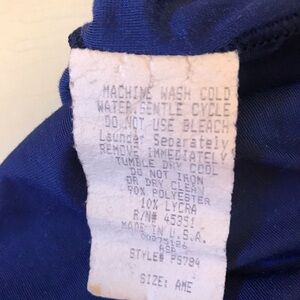 MACHINE WASH COLD
WATER GENTLE CYCLE
DO NOT USE BLEACH
Launder Separately
REMOVE IMMEDIATELY
TUMBLE DRY COOL
DO NOT IRON
OR DRY CLEAN
90% POLYESTER
10% LYCRA
R/N# 45351
MADE IN U.S.A.
STYLE# PS784
SIZE: AME